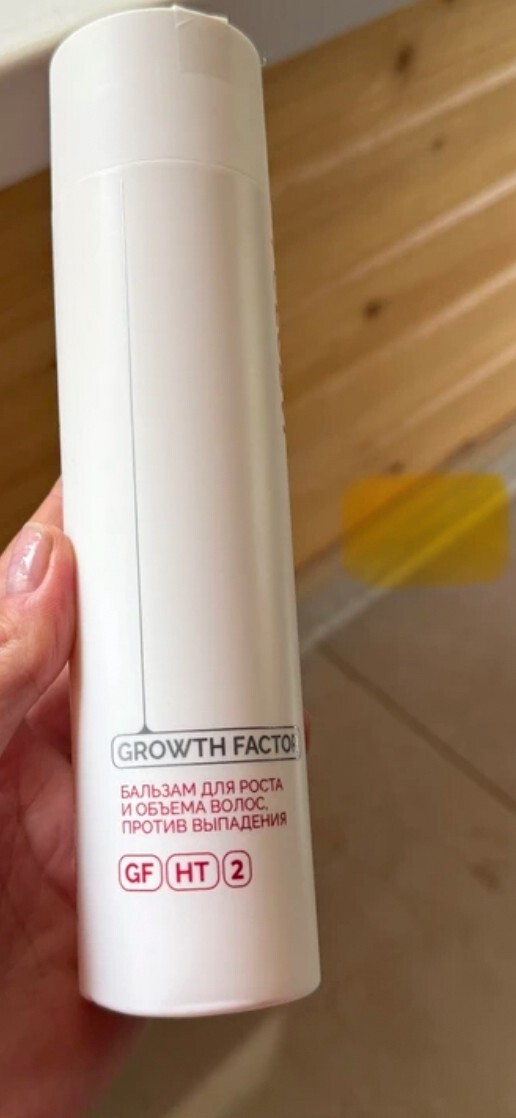 GROWTH FACTOR
БАЛЬЗАМ ДЛЯ РОСТА
И ОБЪЕМА ВОЛОС,
ПРОТИВ ВЫПАДЕНИЯ
GF HT 2